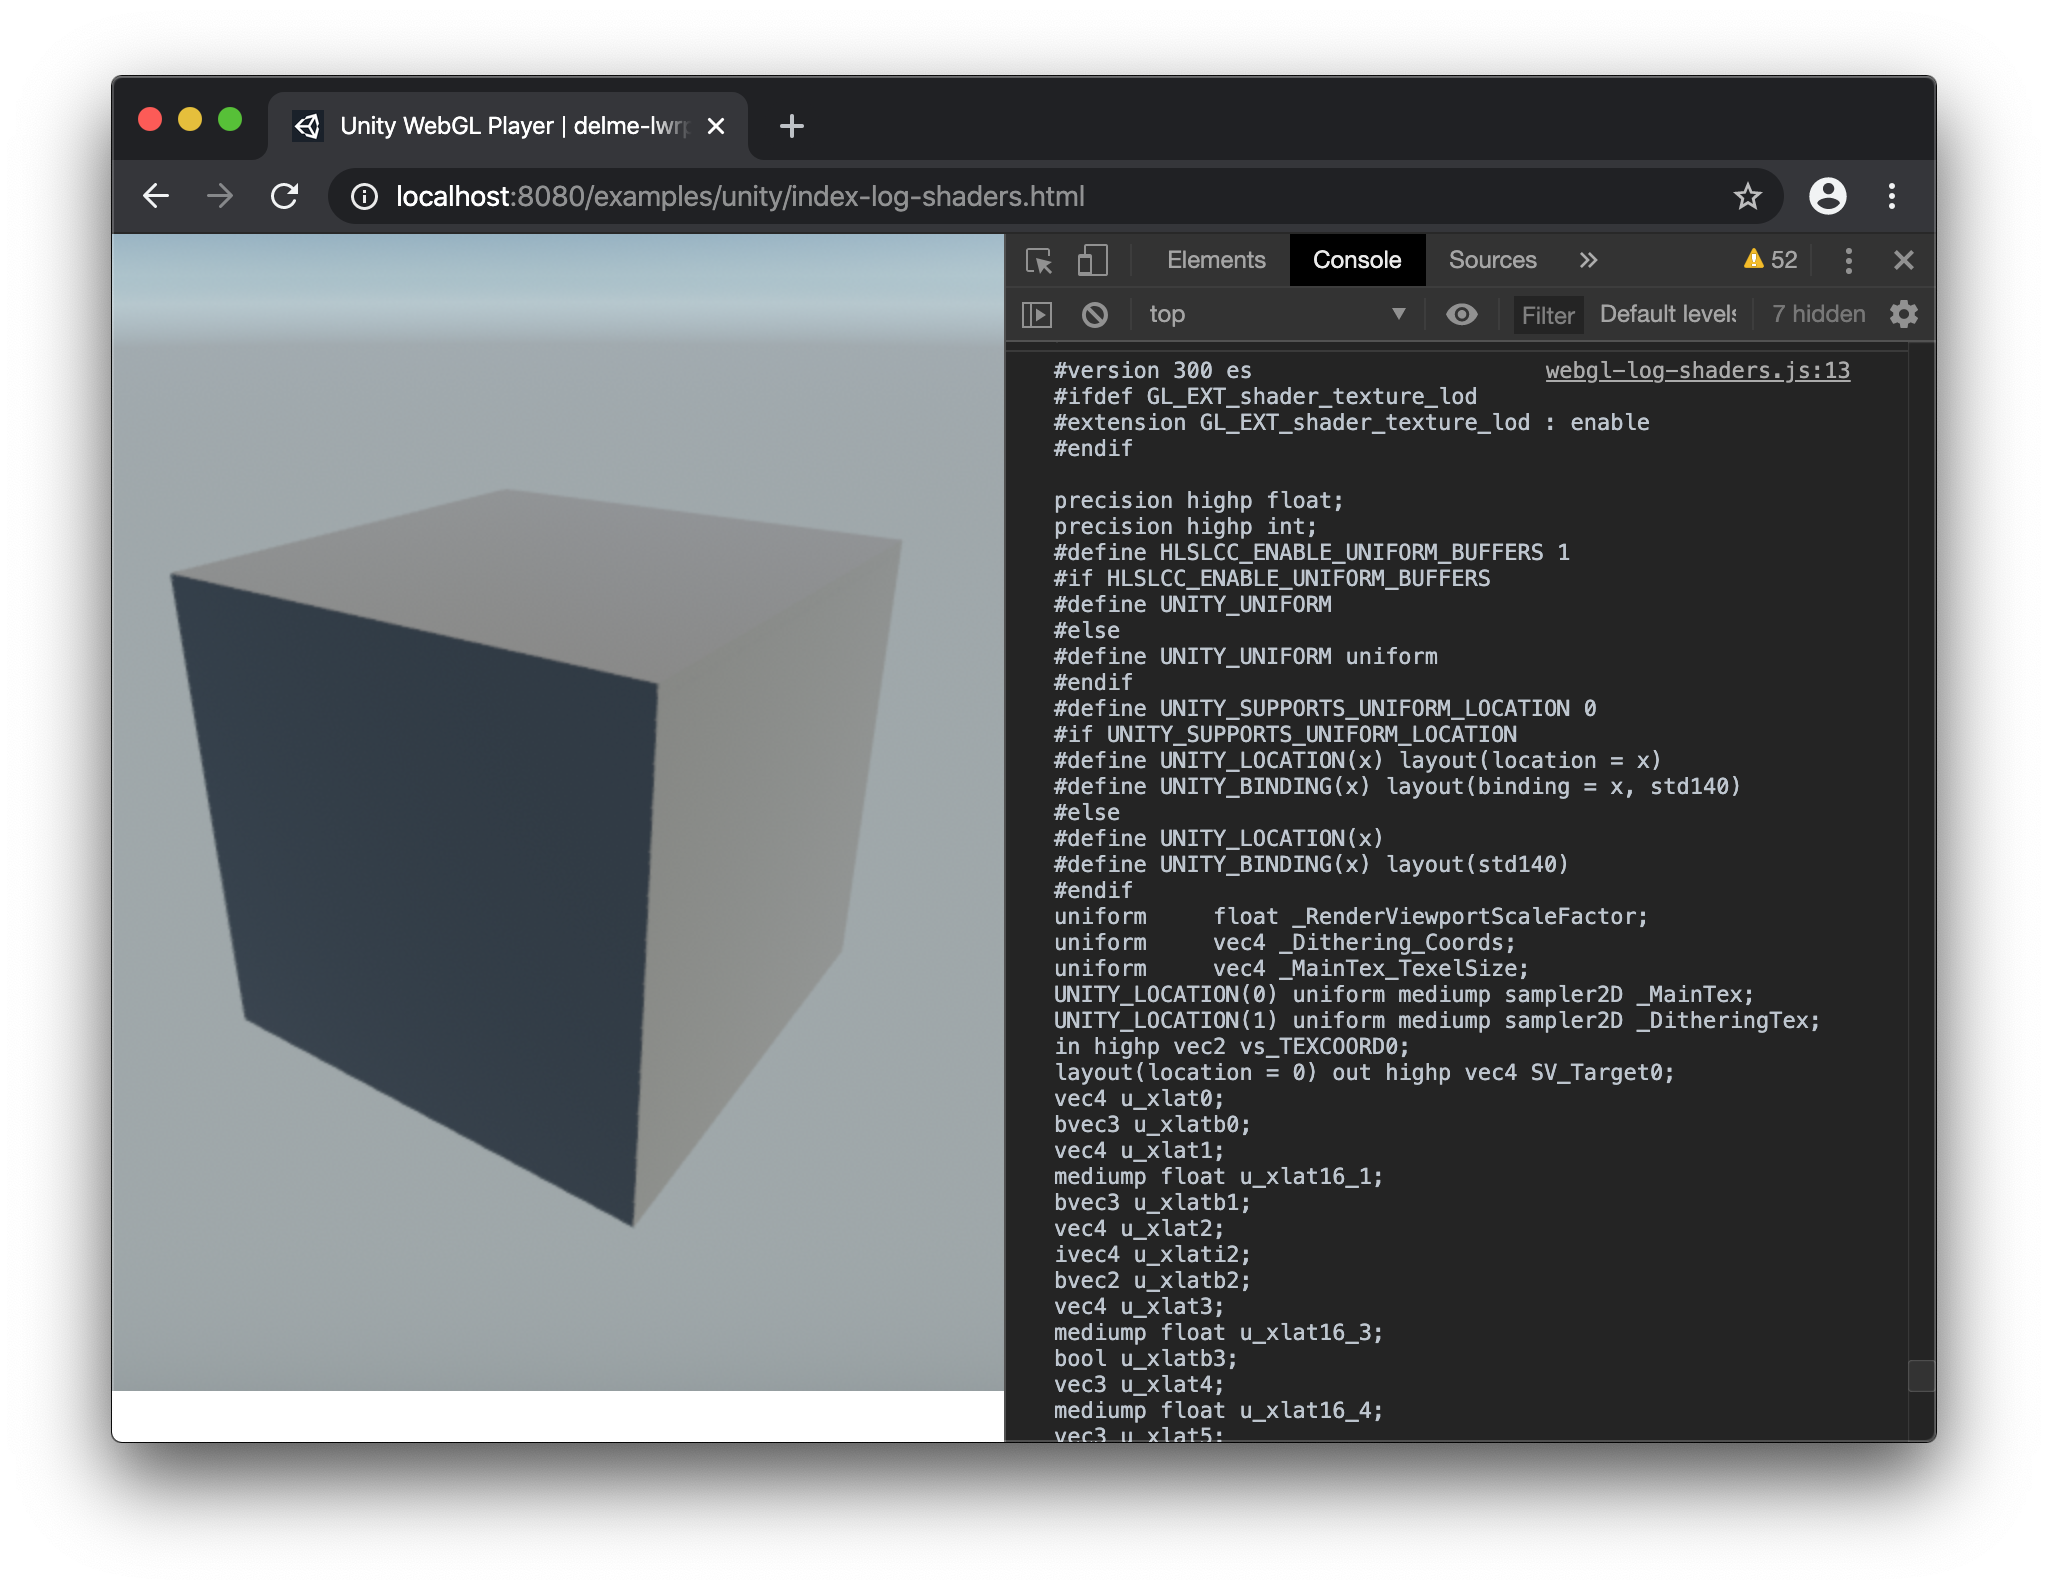 Unity WebGL Player | delme-lwrp
localhost:8080/examples/unity/index-log-shaders.html
Elements Console Sources 52
top Filter Default levels 7 hidden
#version 300 es webgl-log-shaders.js:13
#ifdef GL_EXT_shader_texture_lod
#extension GL_EXT_shader_texture_lod : enable
#endif
precision highp float;
precision highp int;
#define HLSLCC_ENABLE_UNIFORM_BUFFERS 1
#if HLSLCC_ENABLE_UNIFORM_BUFFERS
#define UNITY_UNIFORM
#else
#define UNITY_UNIFORM uniform
#endif
#define UNITY_SUPPORTS_UNIFORM_LOCATION 0
#if UNITY_SUPPORTS_UNIFORM_LOCATION
#define UNITY_LOCATION(x) layout(location = x)
#define UNITY_BINDING(x) layout(binding = x, std140)
#else
#define UNITY_LOCATION(x)
#define UNITY_BINDING(x) layout(std140)
#endif
uniform     float _RenderViewportScaleFactor;
uniform     vec4 _Dithering_Coords;
uniform     vec4 _MainTex_TexelSize;
UNITY_LOCATION(0) uniform mediump sampler2D _MainTex;
UNITY_LOCATION(1) uniform mediump sampler2D _DitheringTex;
in highp vec2 vs_TEXCOORD0;
layout(location = 0) out highp vec4 SV_Target0;
vec4 u_xlat0;
bvec3 u_xlatb0;
vec4 u_xlat1;
mediump float u_xlat16_1;
bvec3 u_xlatb1;
vec4 u_xlat2;
ivec4 u_xlati2;
bvec2 u_xlatb2;
vec4 u_xlat3;
mediump float u_xlat16_3;
bool u_xlatb3;
vec3 u_xlat4;
mediump float u_xlat16_4;
vec3 u_xlat5;